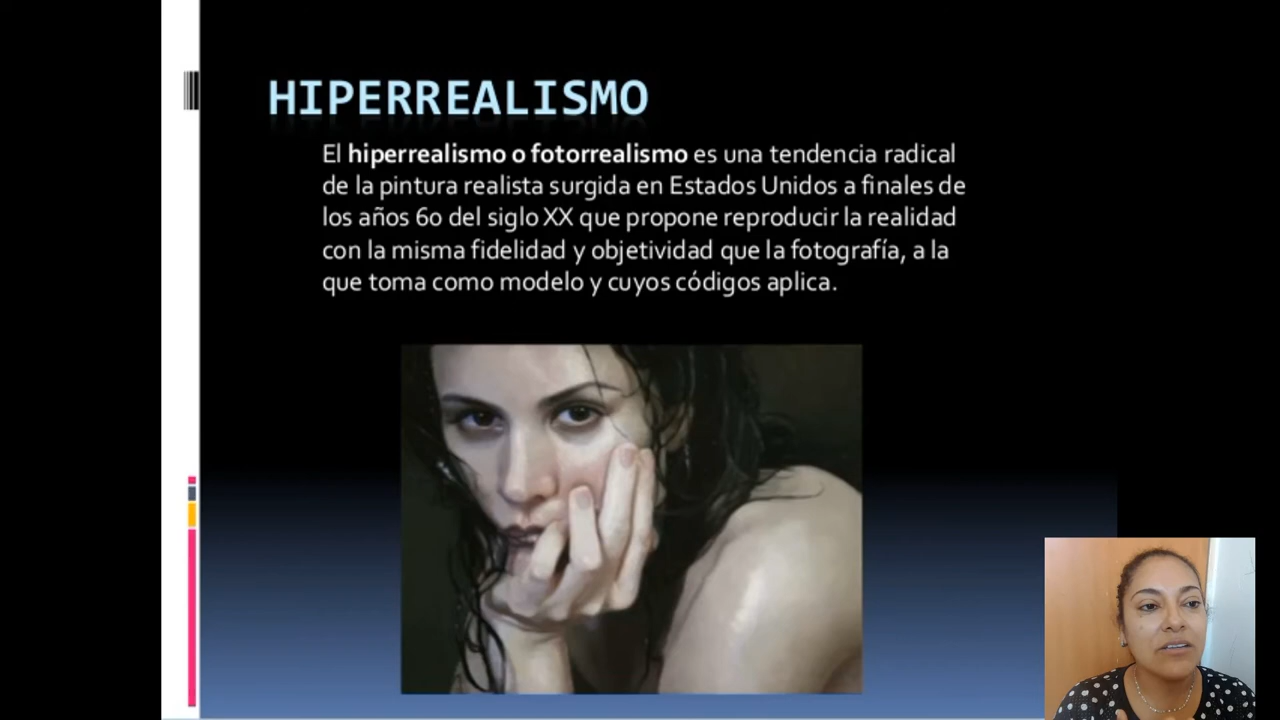 HIPERREALISMO
El hiperrealismo o fotorrealismo es una tendencia radical
de la pintura realista surgida en Estados Unidos a finales de
los años 60 del siglo XX que propone reproducir la realidad
con la misma fidelidad y objetividad que la fotografía, a la
que toma como modelo y cuyos códigos aplica.